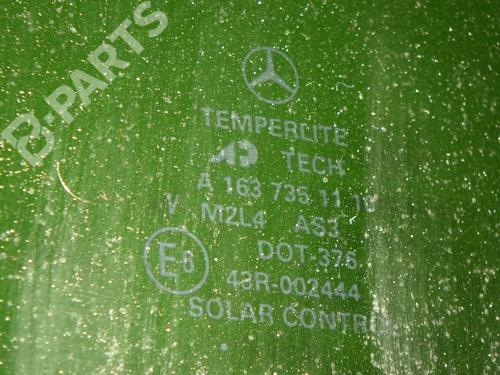 B-PARTS
TEMPERLITE
TECH
A 163 735 11 10
V M2L4 AS3
DOT-376
E6
43R-002444
SOLAR CONTROL